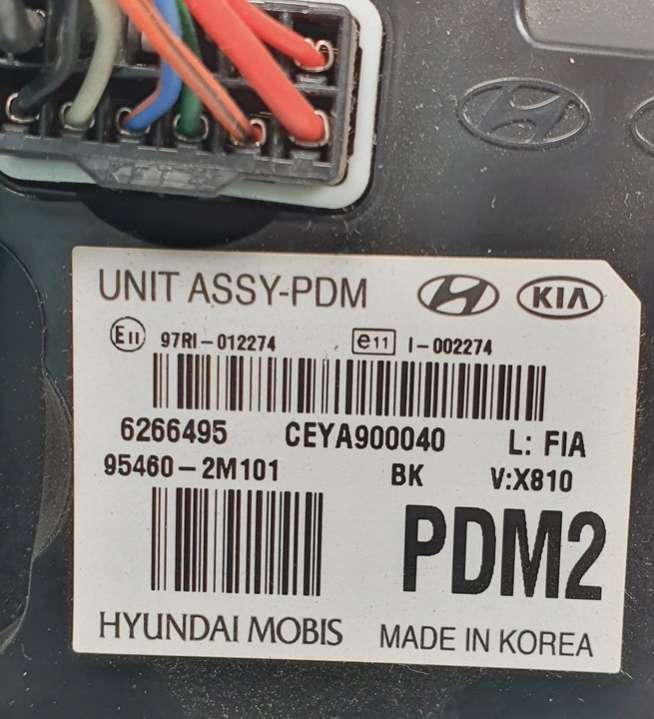 UNIT ASSY-PDM KIA
E11 97RI-012274 e11 I-002274
6266495 CEYA900040 L: FIA
95460-2M101 BK V:X810
PDM2
HYUNDAI MOBIS MADE IN KOREA